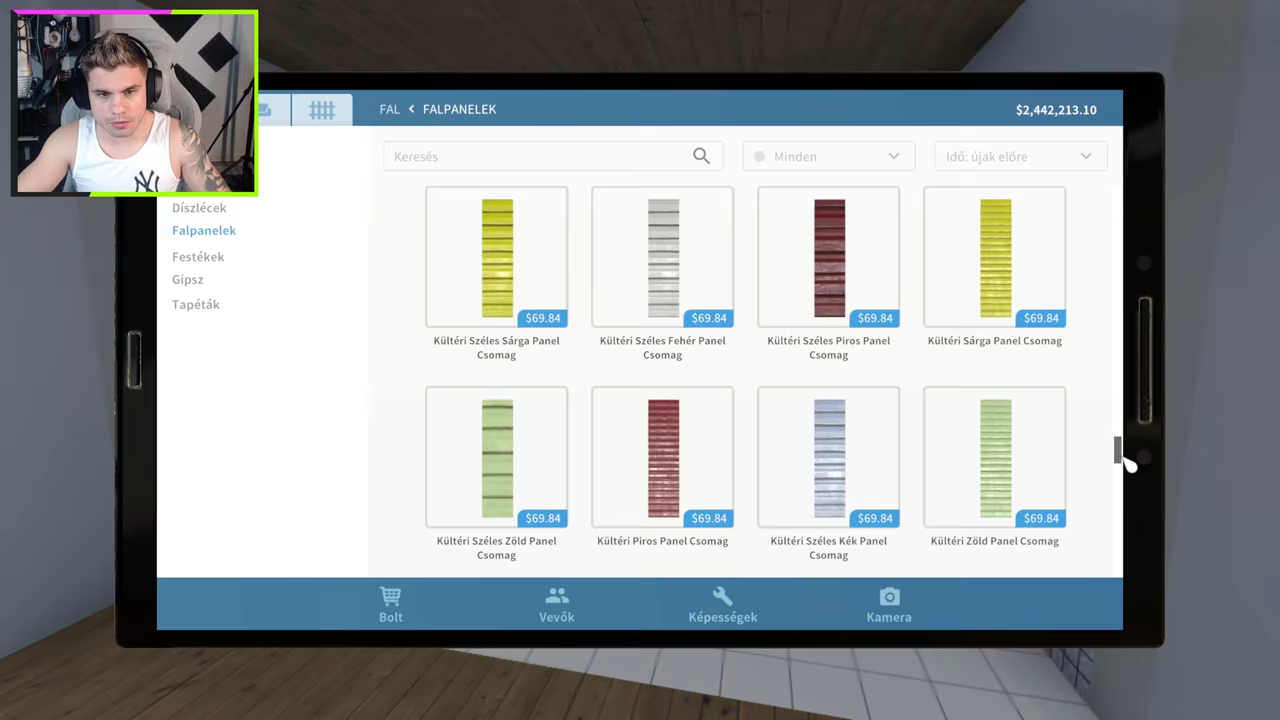 FAL < FALPANELEK
$2,442,213.10
Keresés
Minden
Idő: újak előre
Díszlécek
Falpanelek
Festékek
Gipsz
Tapéták
$69.84
$69.84
$69.84
$69.84
Kültéri Széles Sárga Panel
Csomag
Kültéri Széles Fehér Panel
Csomag
Kültéri Széles Piros Panel
Csomag
Kültéri Sárga Panel Csomag
$69.84
$69.84
$69.84
$69.84
Kültéri Széles Zöld Panel
Csomag
Kültéri Piros Panel Csomag
Kültéri Széles Kék Panel
Csomag
Kültéri Zöld Panel Csomag
Bolt
Vevők
Képességek
Kamera